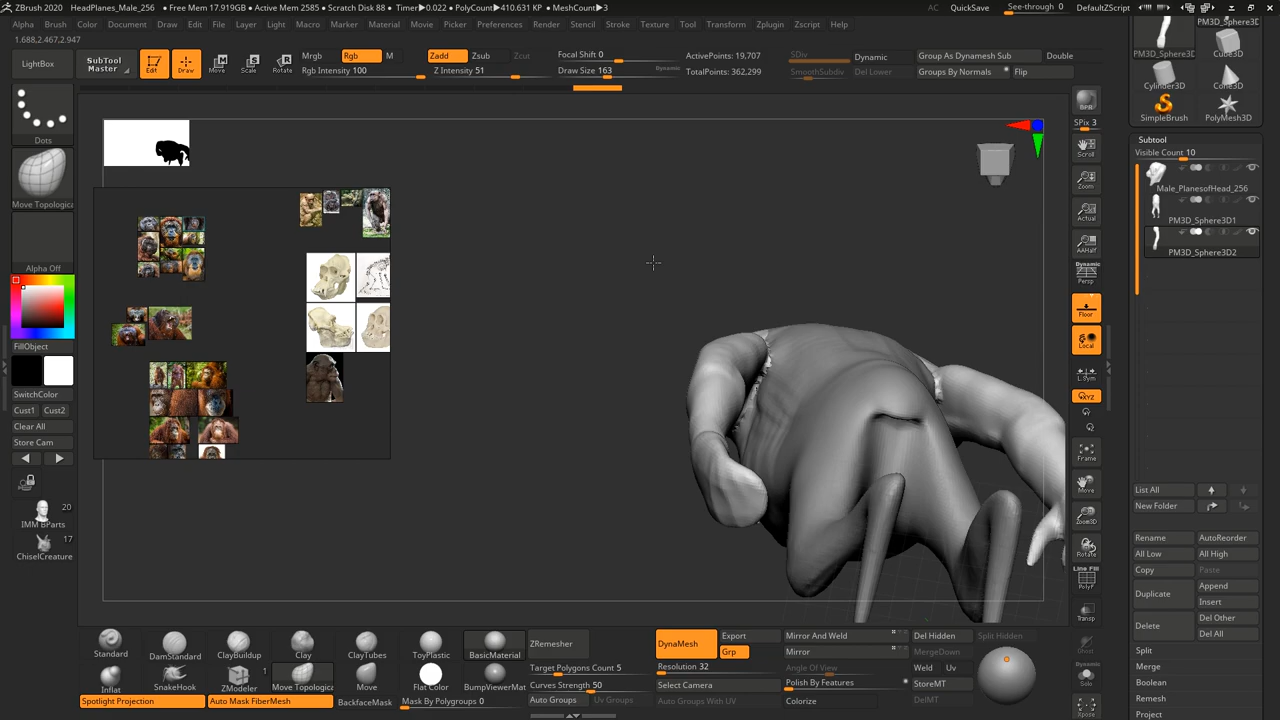 ZBrush 2020 HeadPlanes_Male_256 • Free Mem 17.919GB • Active Mem 2585 • Scratch Disk 88 • Timer▶0.022 • PolyCount▶410.631 KP • MeshCount▶3 AC QuickSave See-through 0 DefaultZScript
Alpha Brush Color Document Draw Edit File Layer Light Macro Marker Material Movie Picker Preferences Render Stencil Stroke Texture Tool Transform Zplugin Zscript Help
1.688,2.467,2.947
LightBox
SubTool
Master
Edit
Draw
Move
Scale
Rotate
Mrgb Rgb M
Rgb Intensity 100
Zadd Zsub Zcut
Z Intensity 51
Focal Shift 0
Draw Size 163
Dynamic
ActivePoints: 19,707
TotalPoints: 362,299
SDiv
SmoothSubdiv
Dynamic
Del Lower
Group As Dynamesh Sub
Groups By Normals
Double
Flip
PM3D_Sphere3D
PM3D_Sphere3D
Cube3D
Cylinder3D
Cone3D
SimpleBrush
PolyMesh3D
Dots
Move Topologica
Alpha Off
FillObject
SwitchColor
Cust1 Cust2
Clear All
Store Cam
20
IMM BParts
17
ChiselCreature
BPR
SPix 3
Scroll
Zoom
Actual
AAHalf
Dynamic
Persp
Floor
Local
L.Sym
XYZ
Frame
Move
Zoom3D
Rotate
Line Fill
PolyF
Transp
Ghost
Dynamic
Solo
Xpose
Subtool
Visible Count 10
Male_PlanesofHead_256
PM3D_Sphere3D1
PM3D_Sphere3D2
List All
New Folder
Rename AutoReorder
All Low All High
Copy Paste
Duplicate Append
Insert
Delete Del Other
Del All
Split
Merge
Boolean
Remesh
Project
Standard DamStandard ClayBuildup Clay ClayTubes ToyPlastic BasicMaterial
Inflat SnakeHook 1 ZModeler Move Topologica Move Flat Color BumpViewerMat
Spotlight Projection Auto Mask FiberMesh BackfaceMask Mask By Polygroups 0
ZRemesher
Target Polygons Count 5
Curves Strength 50
Auto Groups Uv Groups
DynaMesh
Export
Grp
Resolution 32
Select Camera
Auto Groups With UV
Mirror And Weld
Mirror
Angle Of View
Polish By Features
Colorize
Del Hidden Split Hidden
MergeDown
Weld Uv
StoreMT
DelMT